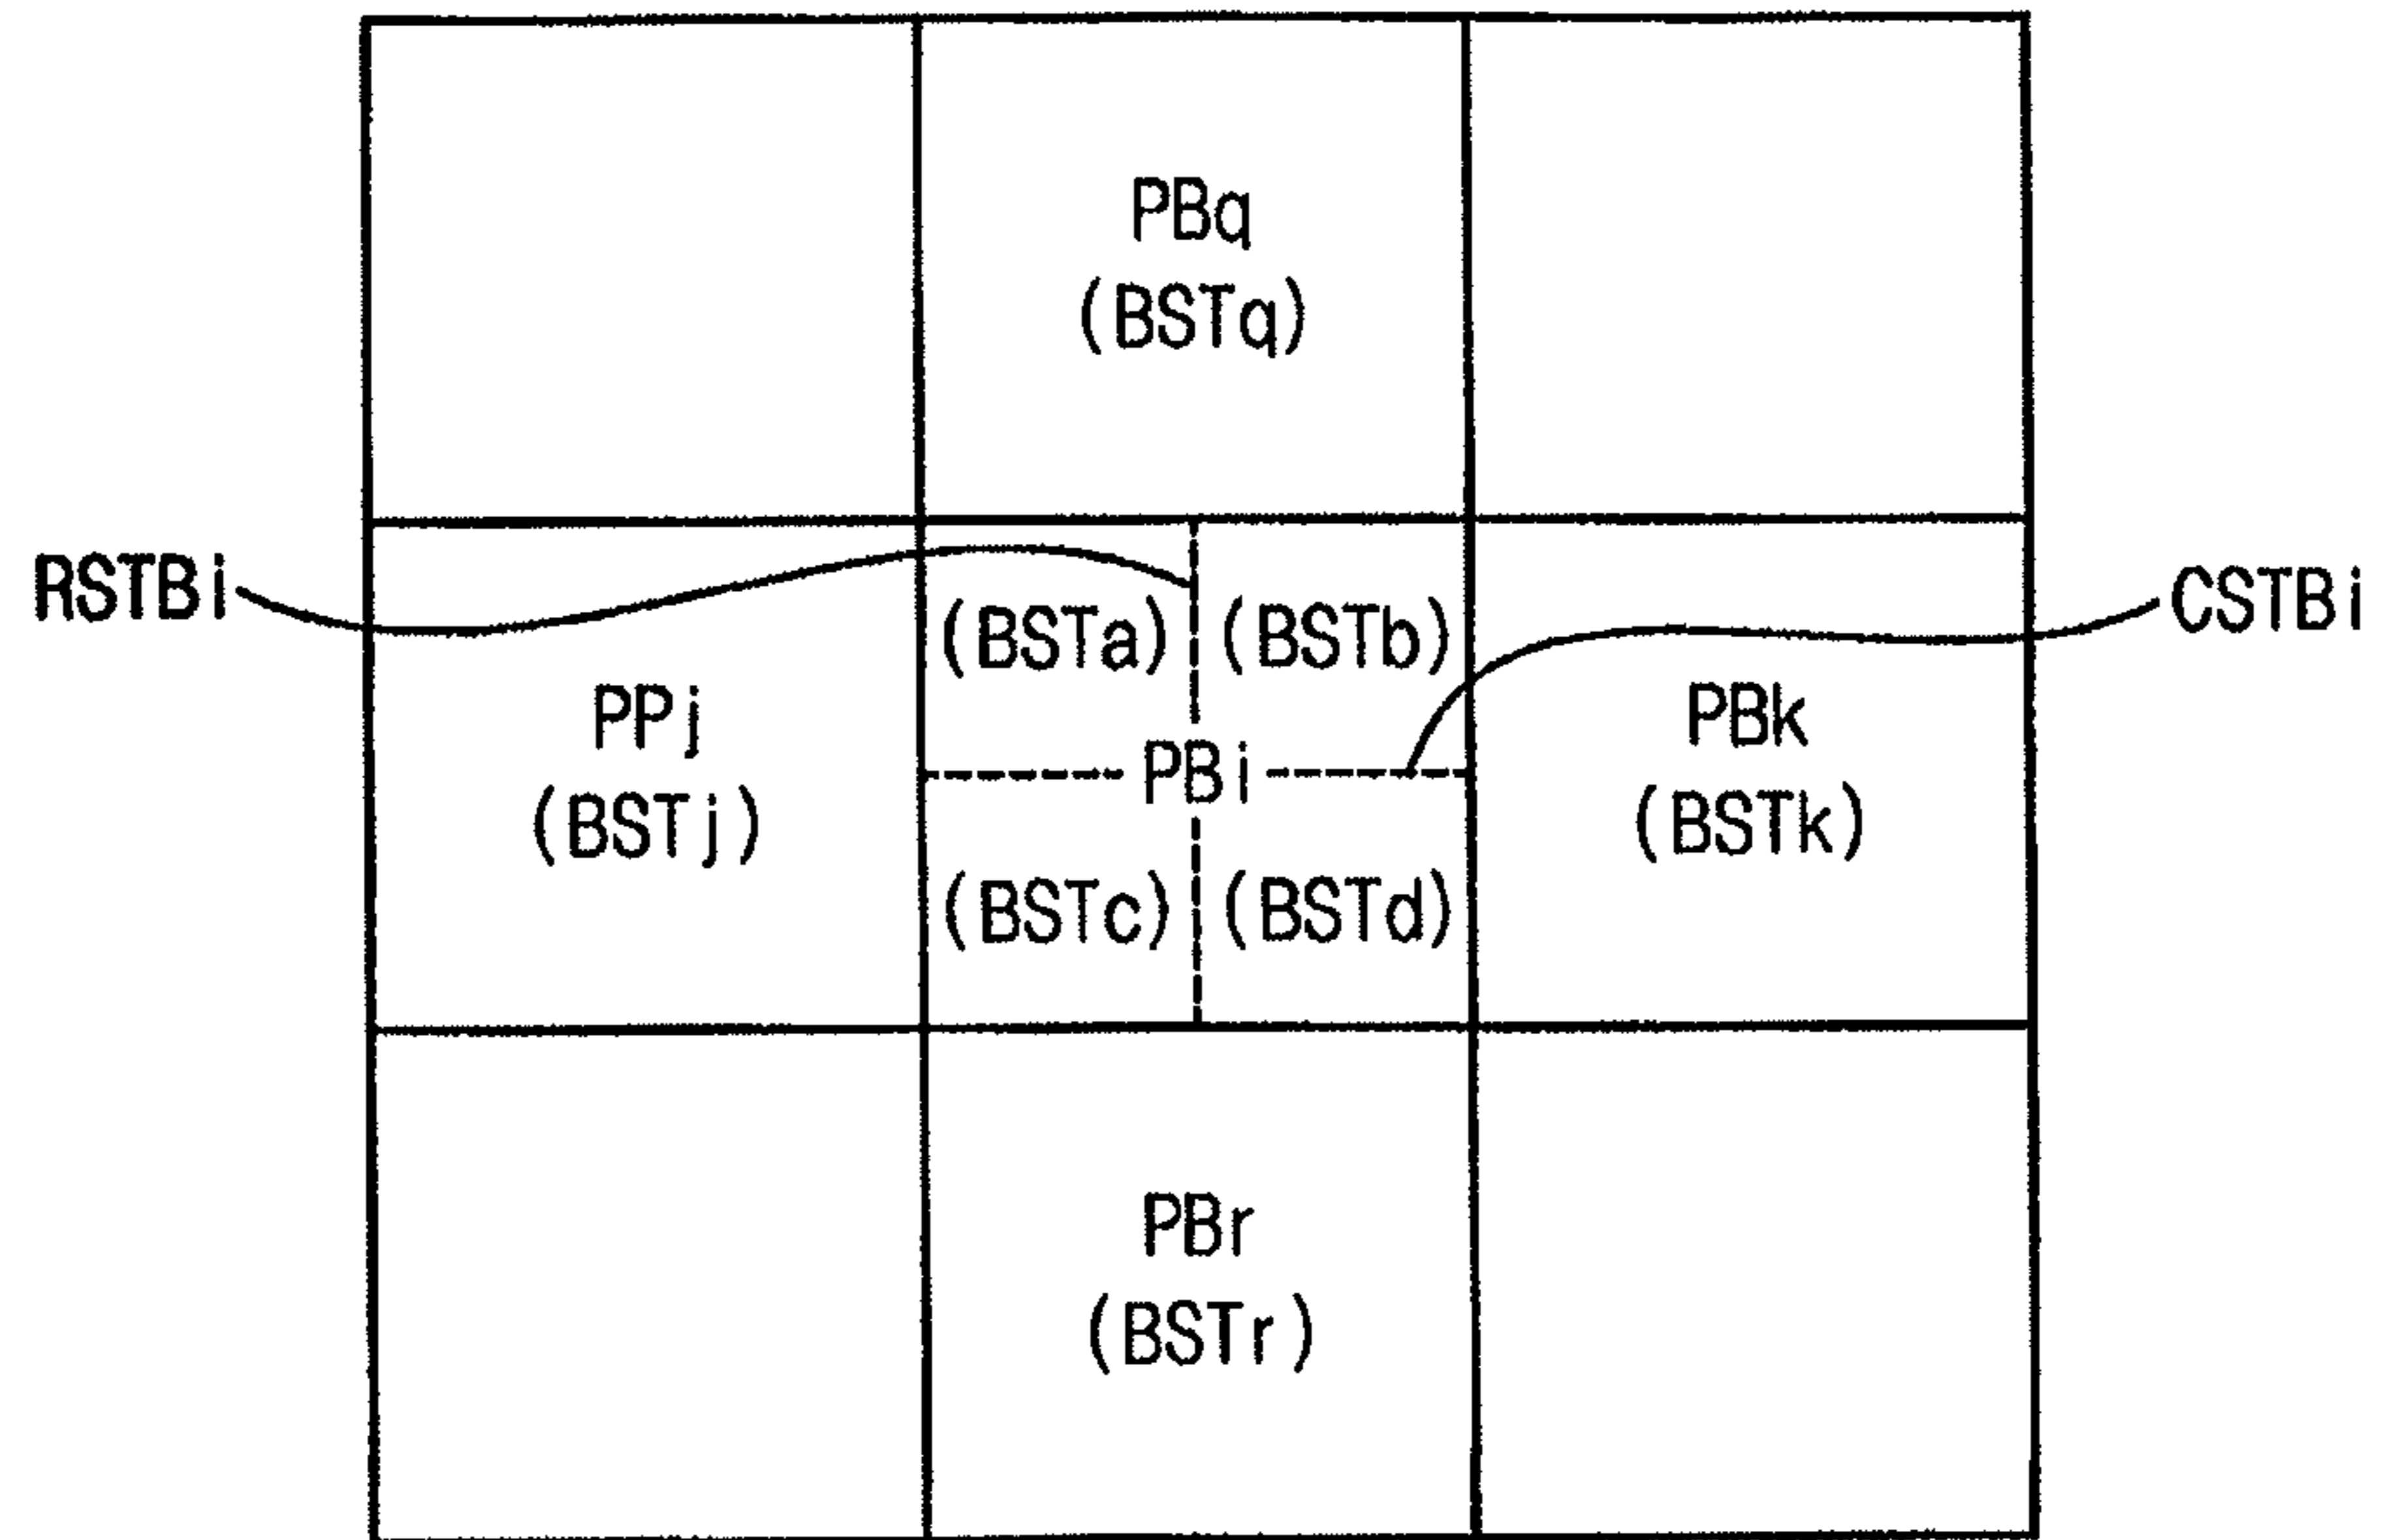 PBq
(BSTq)
RSTBi
CSTBi
(BSTa) (BSTb)
PPj
(BSTj)
PBi
PBk
(BSTk)
(BSTc) (BSTd)
PBr
(BSTr)